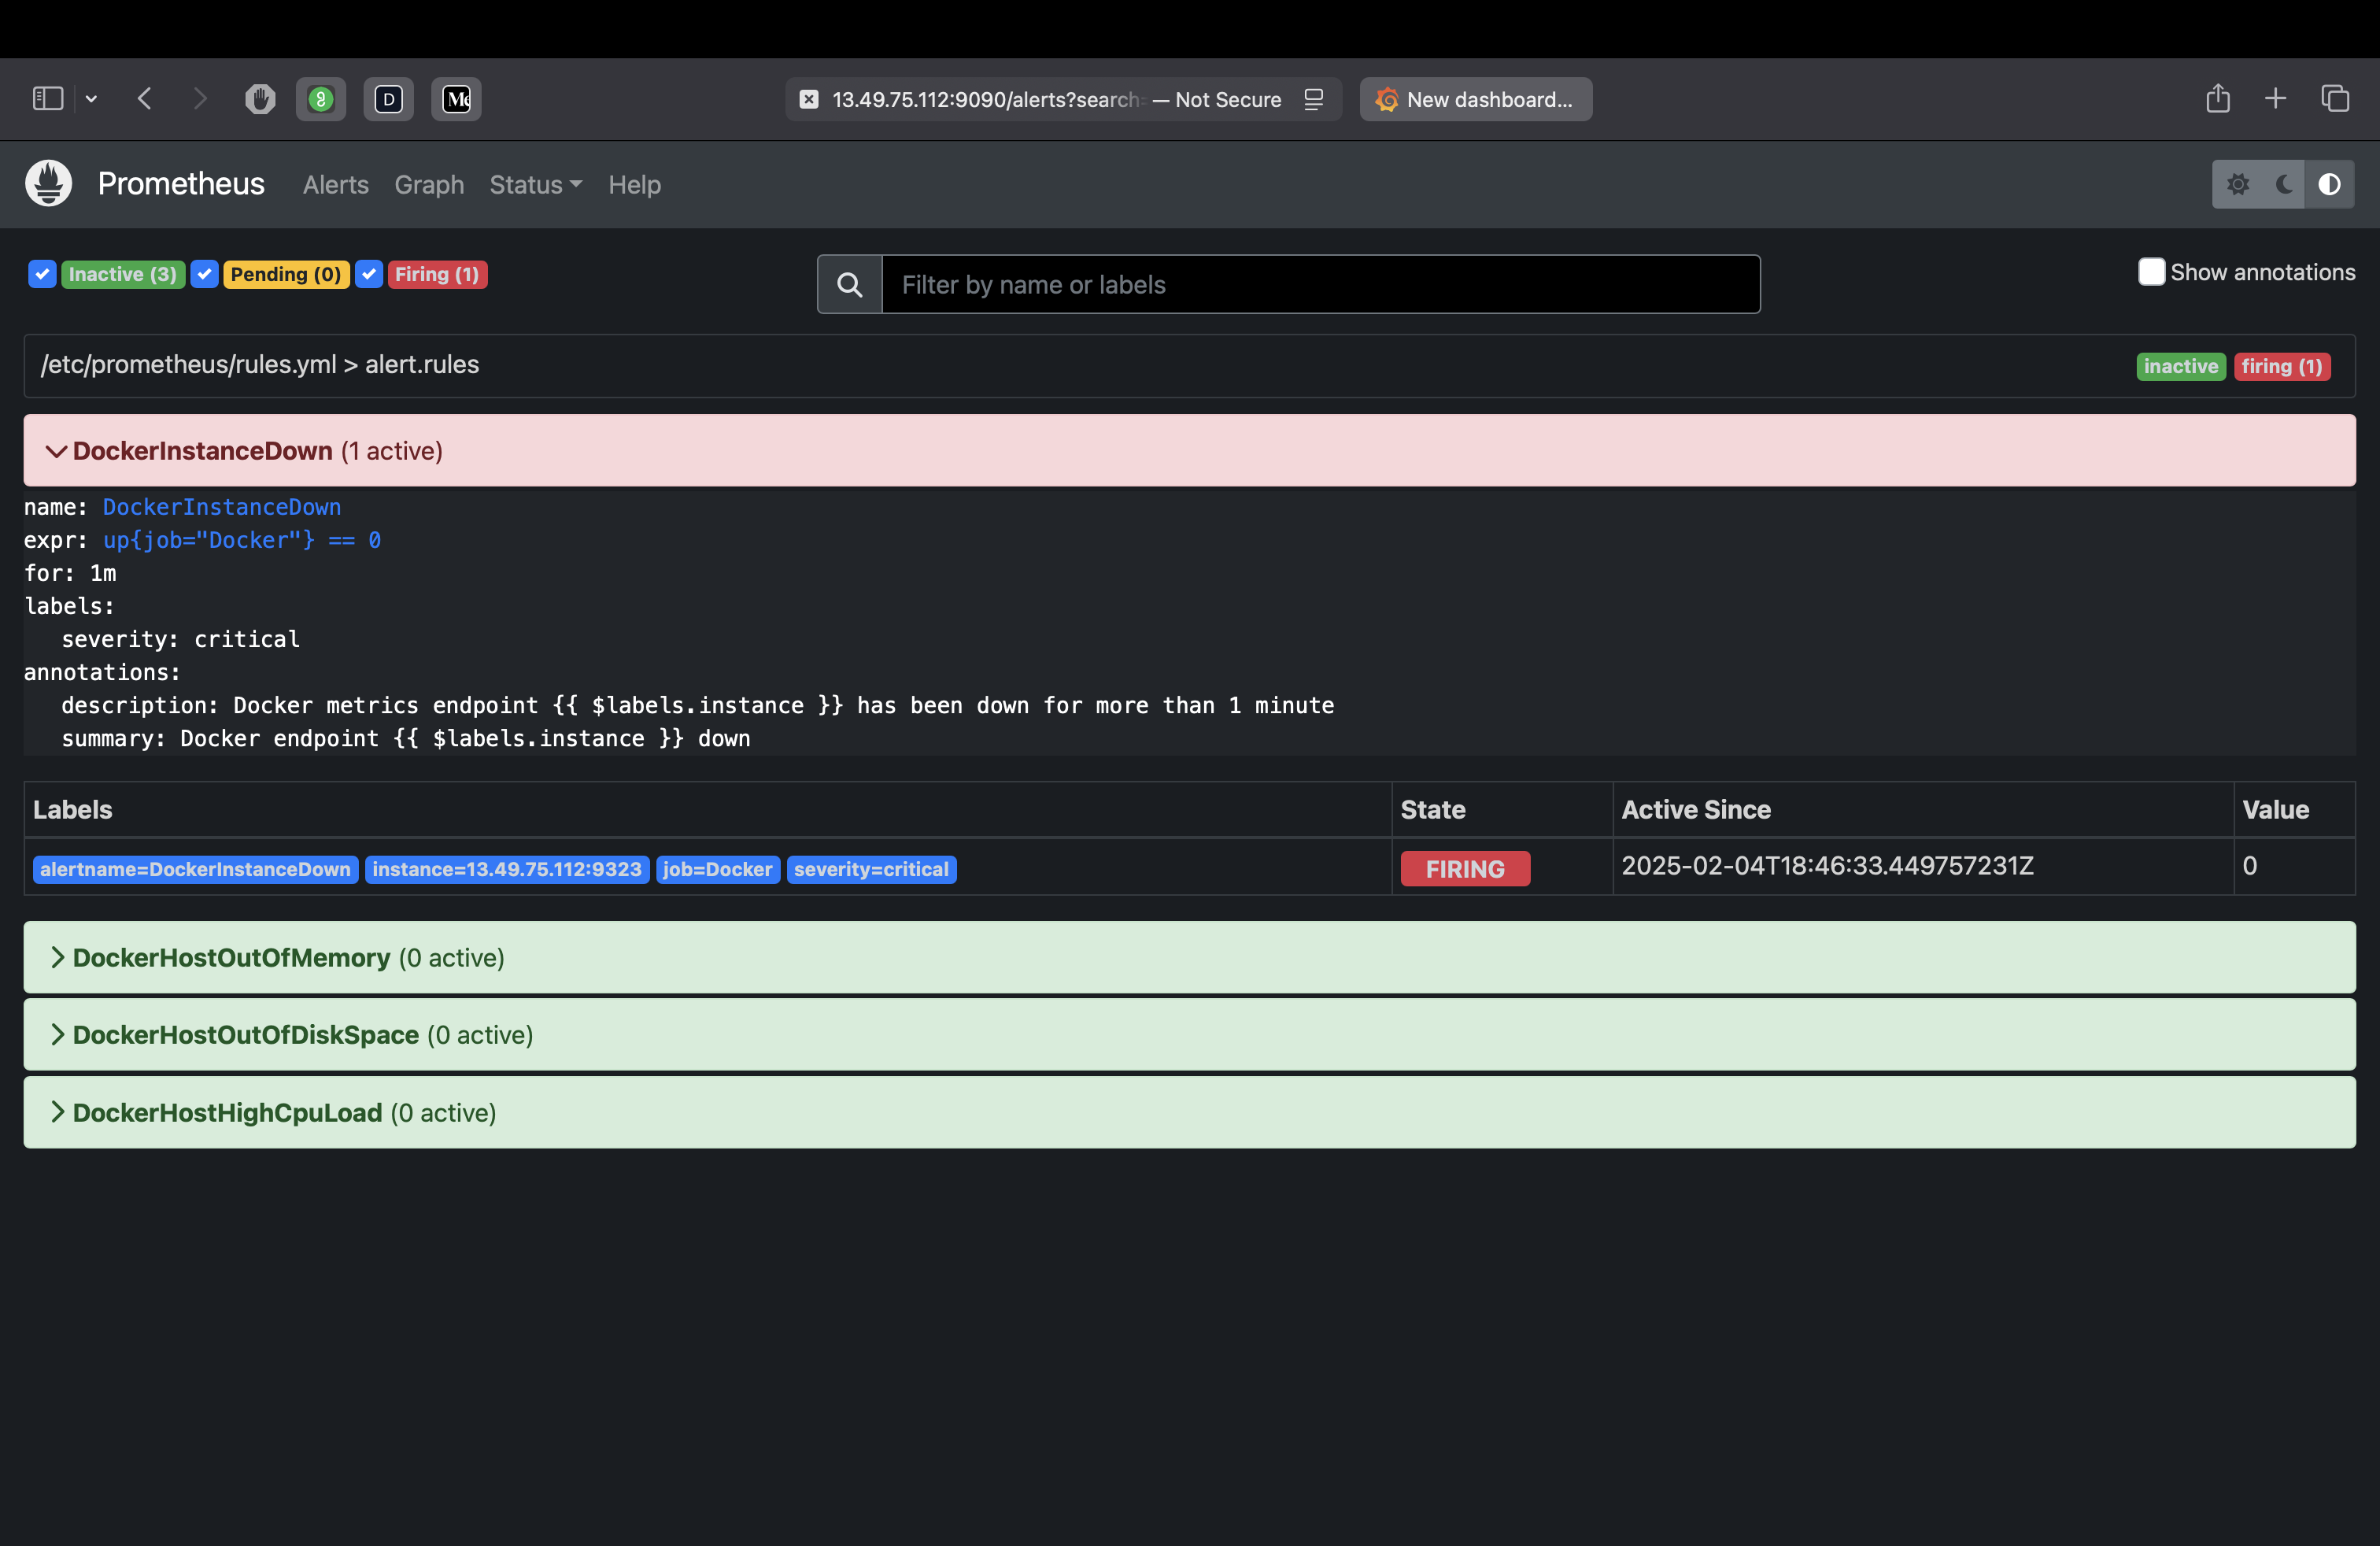 D
13.49.75.112:9090/alerts?search — Not Secure
New dashboard...
Prometheus
Alerts
Graph
Status
Help
Inactive (3)
Pending (0)
Firing (1)
Filter by name or labels
Show annotations
/etc/prometheus/rules.yml > alert.rules
inactive
firing (1)
DockerInstanceDown (1 active)
name: DockerInstanceDown
expr: up{job="Docker"} == 0
for: 1m
labels:
severity: critical
annotations:
description: Docker metrics endpoint {{ $labels.instance }} has been down for more than 1 minute
summary: Docker endpoint {{ $labels.instance }} down
Labels
State
Active Since
Value
alertname=DockerInstanceDown
instance=13.49.75.112:9323
job=Docker
severity=critical
FIRING
2025-02-04T18:46:33.449757231Z
0
DockerHostOutOfMemory (0 active)
DockerHostOutOfDiskSpace (0 active)
DockerHostHighCpuLoad (0 active)